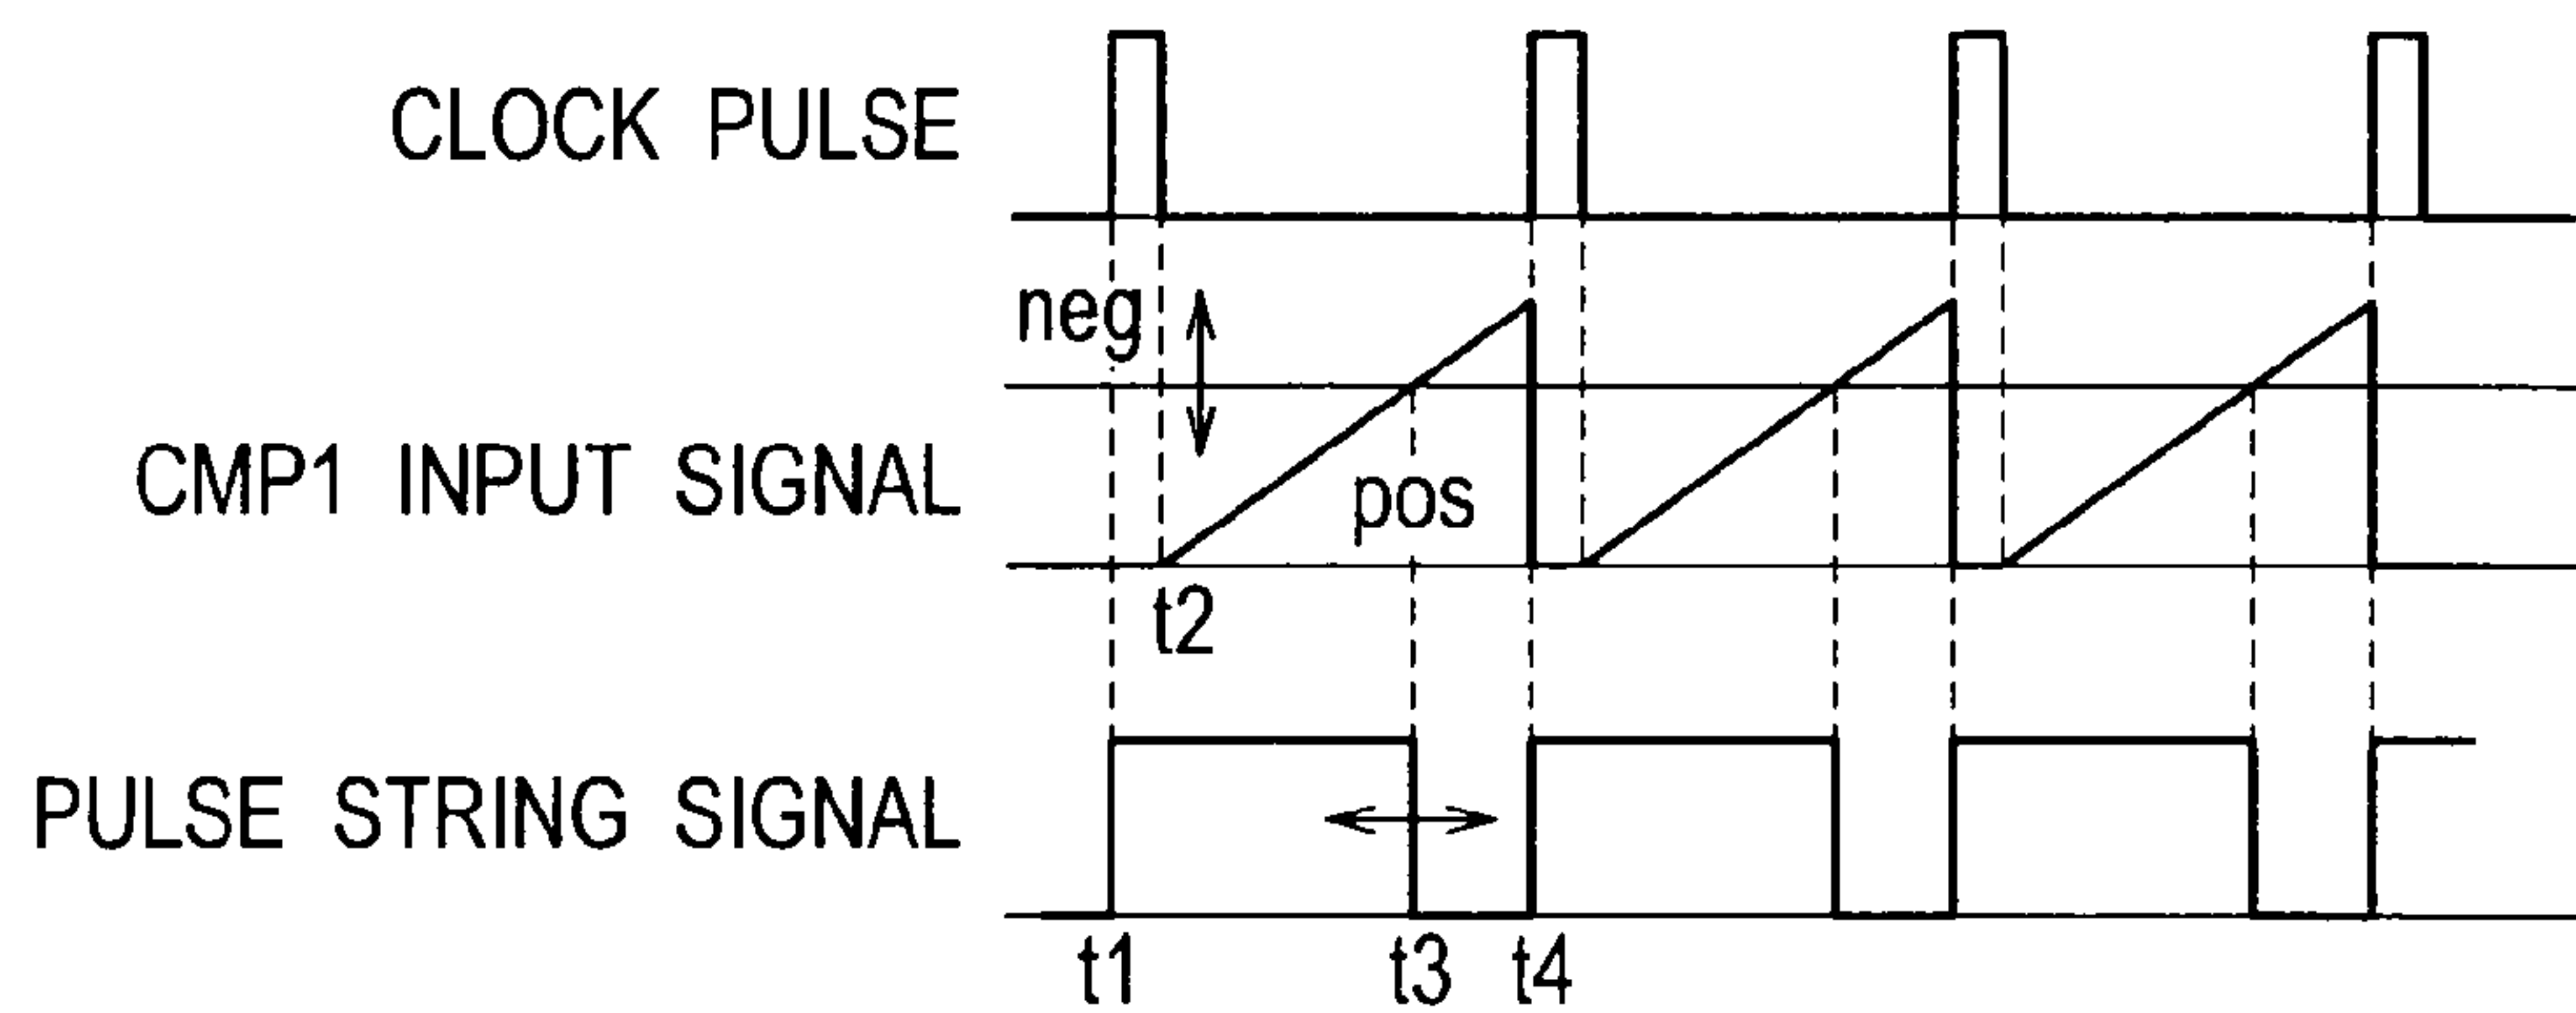 CLOCK PULSE
neg
CMP1 INPUT SIGNAL
pos
t2
PULSE STRING SIGNAL
t1 t3 t4